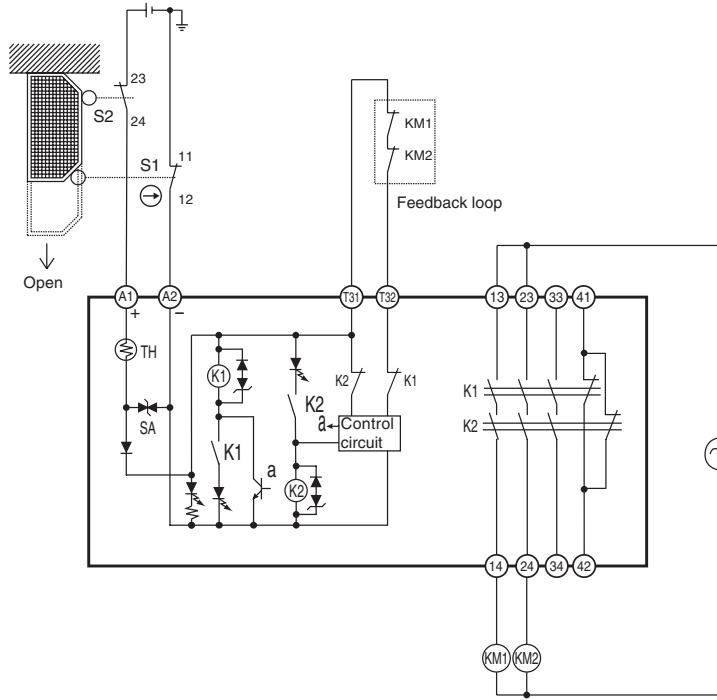 23
S2
24
S1
11
12
Open
KM1
KM2
Feedback loop
A1
A2
T31
T32
13
23
33
41
+
−
TH
SA
K1
K1
a
K2
K2
K2
K1
a
Control
circuit
K1
K2
14
24
34
42
KM1
KM2